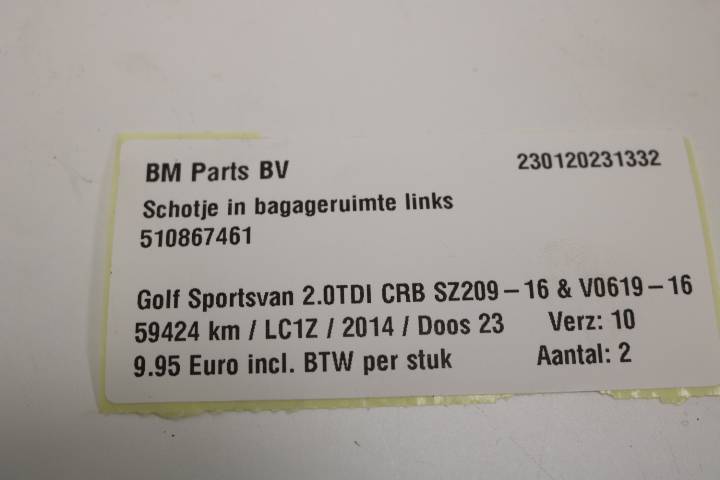 BM Parts BV 230120231332
Schotje in bagageruimte links
510867461
Golf Sportsvan 2.0TDI CRB SZ209-16 & V0619-16
59424 km / LC1Z / 2014 / Doos 23 Verz: 10
9.95 Euro incl. BTW per stuk Aantal: 2